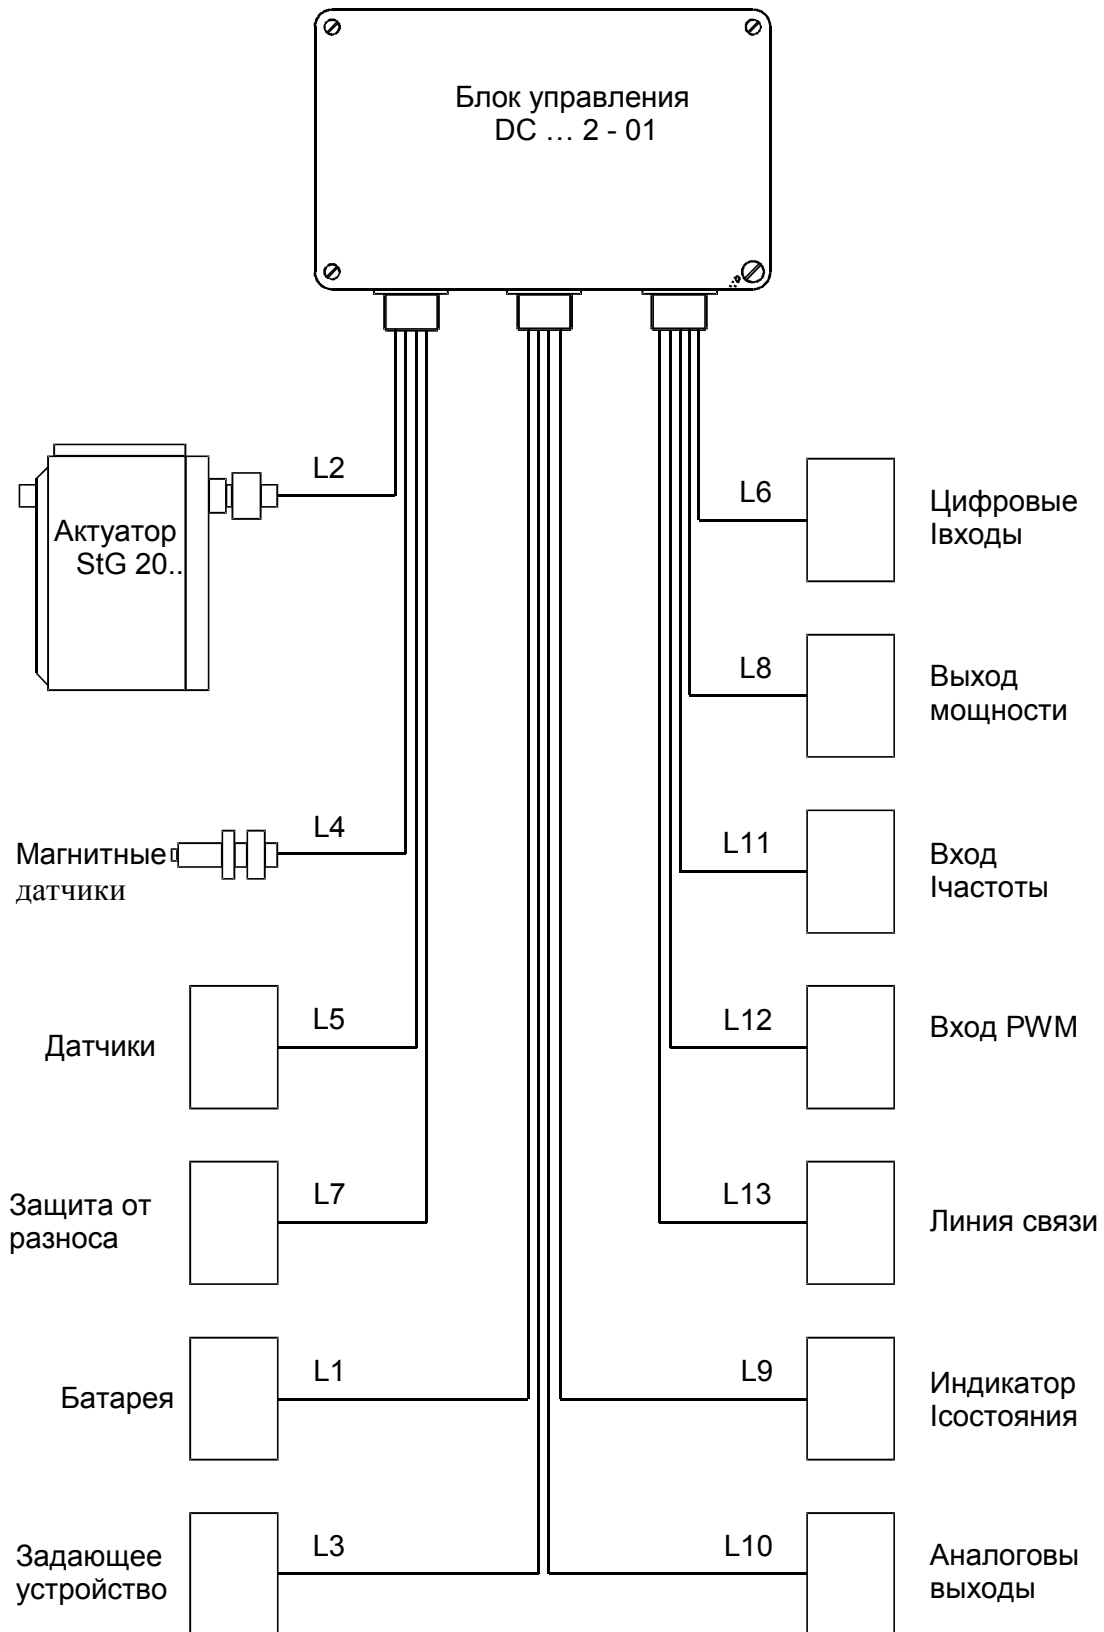 Блок управления
DC … 2 - 01
L2
Актуатор
StG 20..
L6
Цифровые
Iвходы
L8
Выход
мощности
L4
Магнитные
датчики
L11
Вход
Iчастоты
L5
Датчики
L12
Вход PWM
L7
Защита от
разноса
L13
Линия связи
L1
Батарея
L9
Индикатор
Iсостояния
L3
Задающее
устройство
L10
Аналоговы
выходы